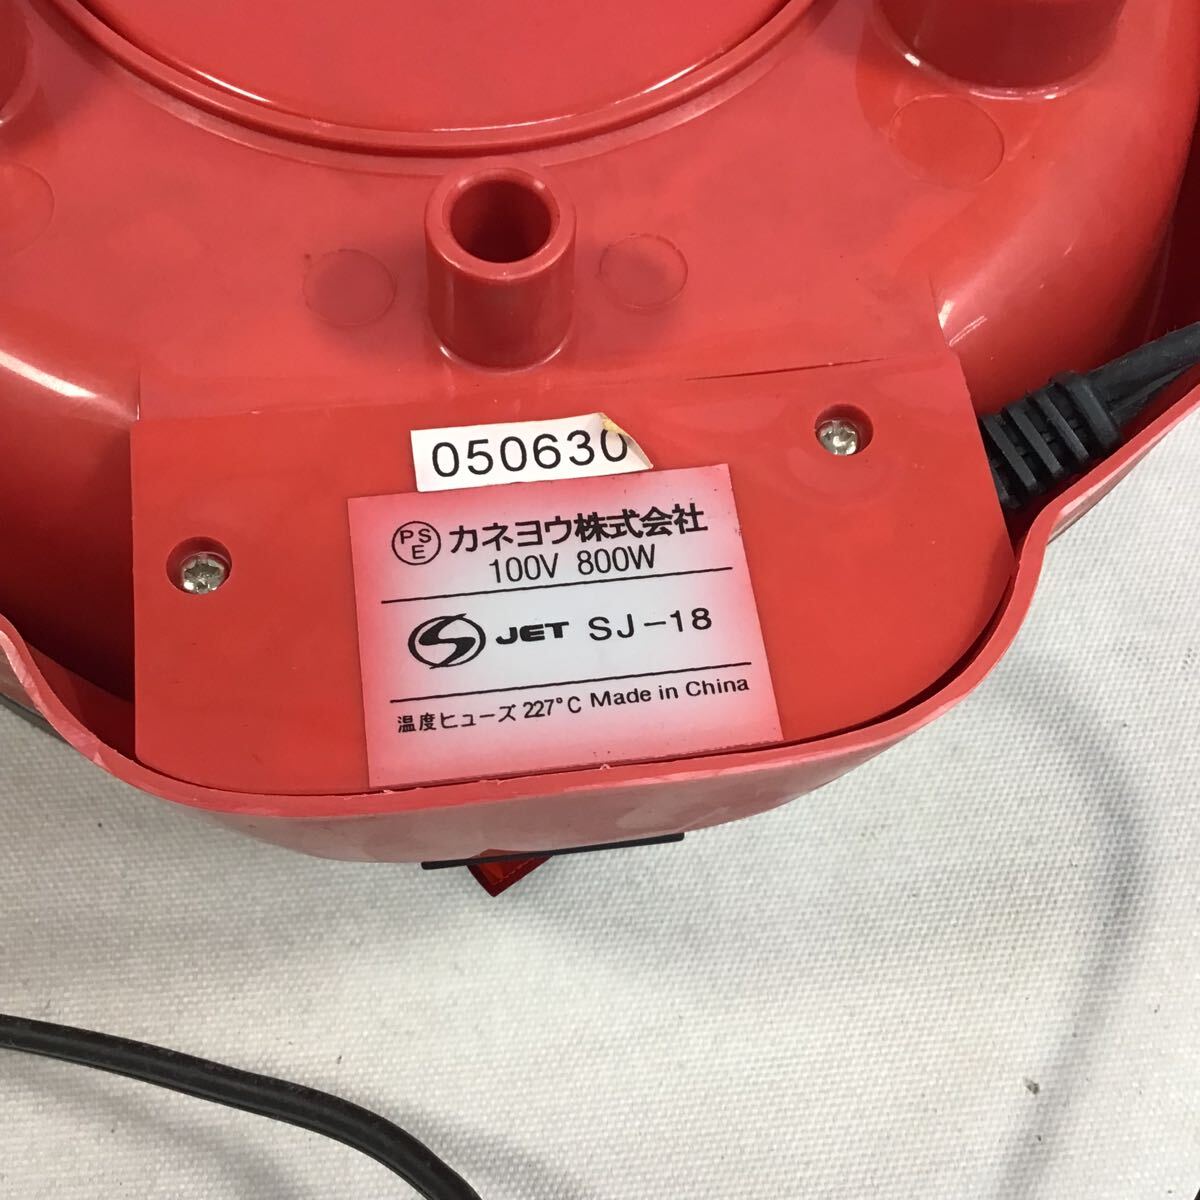 050630
PS
E カネヨウ株式会社
100V 800W
S JET SJ-18
温度ヒューズ 227°C Made in China